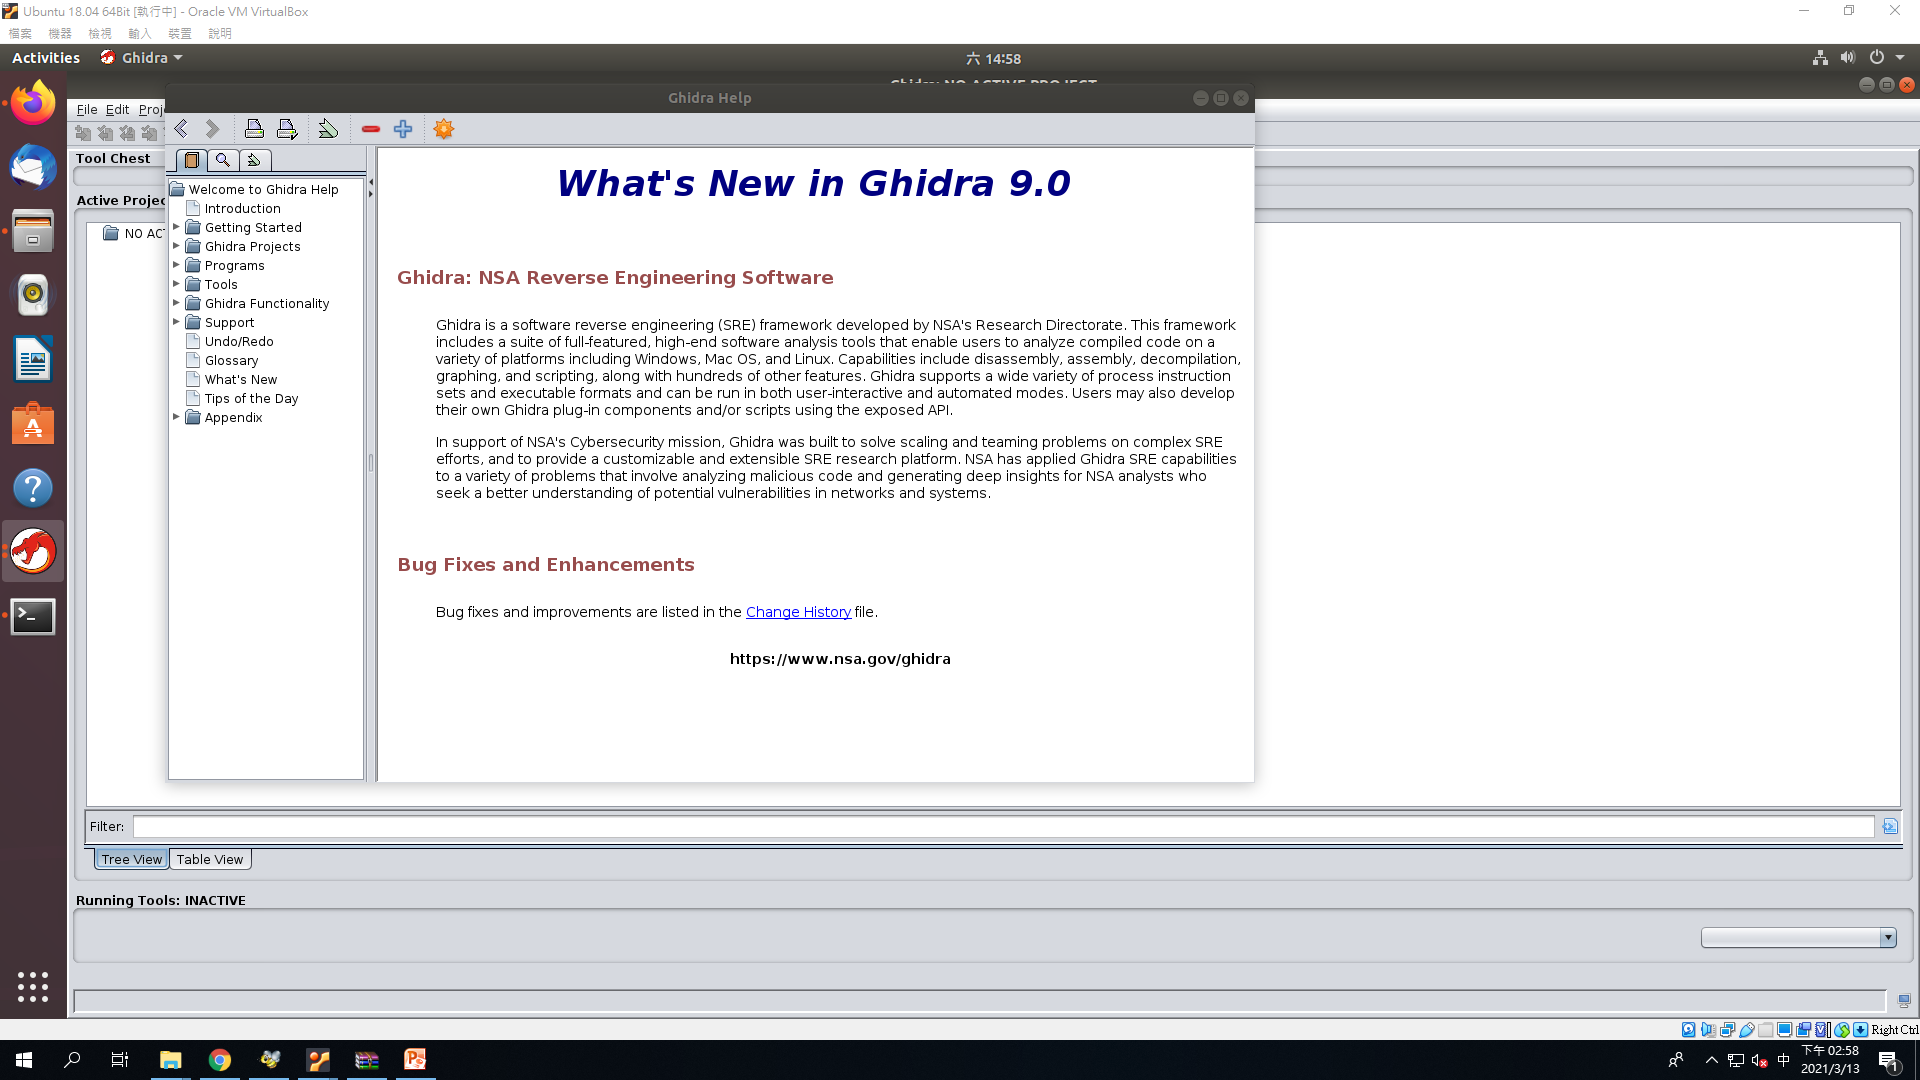 Ubuntu 18.04 64Bit [執行中] - Oracle VM VirtualBox
檔案 機器 檢視 輸入 裝置 說明
Activities Ghidra 六 14:58
Ghidra: NO ACTIVE PROJECT
File Edit Proj
Ghidra Help
Tool Chest
Active Projec
NO AC
Welcome to Ghidra Help
Introduction
Getting Started
Ghidra Projects
Programs
Tools
Ghidra Functionality
Support
Undo/Redo
Glossary
What's New
Tips of the Day
Appendix
What's New in Ghidra 9.0
Ghidra: NSA Reverse Engineering Software
Ghidra is a software reverse engineering (SRE) framework developed by NSA's Research Directorate. This framework
includes a suite of full-featured, high-end software analysis tools that enable users to analyze compiled code on a
variety of platforms including Windows, Mac OS, and Linux. Capabilities include disassembly, assembly, decompilation,
graphing, and scripting, along with hundreds of other features. Ghidra supports a wide variety of process instruction
sets and executable formats and can be run in both user-interactive and automated modes. Users may also develop
their own Ghidra plug-in components and/or scripts using the exposed API.
In support of NSA's Cybersecurity mission, Ghidra was built to solve scaling and teaming problems on complex SRE
efforts, and to provide a customizable and extensible SRE research platform. NSA has applied Ghidra SRE capabilities
to a variety of problems that involve analyzing malicious code and generating deep insights for NSA analysts who
seek a better understanding of potential vulnerabilities in networks and systems.
Bug Fixes and Enhancements
Bug fixes and improvements are listed in the Change History file.
https://www.nsa.gov/ghidra
Filter:
Tree View Table View
Running Tools: INACTIVE
Right Ctrl
中 下午 02:58
2021/3/13
1